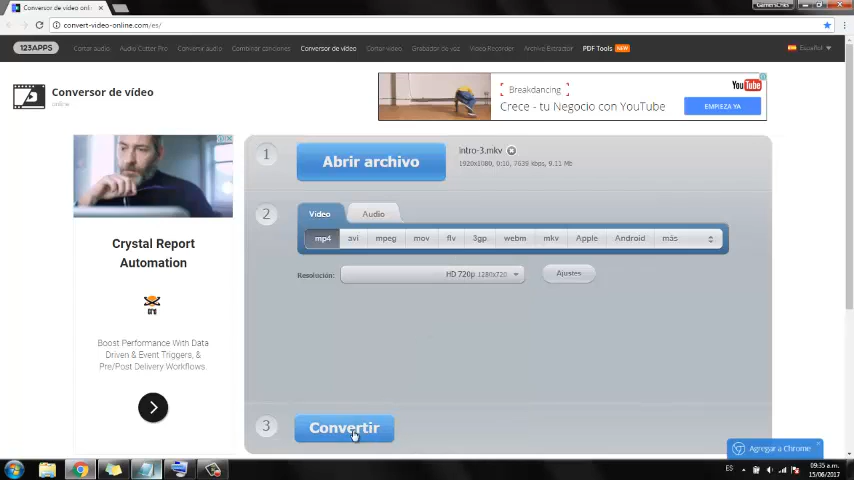 Conversor de vídeo onli
GamersChes
convert-video-online.com/es/
123APPS
Cortar audio
Audio Cutter Pro
Convertir audio
Combinar canciones
Conversor de vídeo
Cortar vídeo
Grabador de voz
Video Recorder
Archive Extractor
PDF Tools NEW
Español
Conversor de vídeo
online
Breakdancing
Crece - tu Negocio con YouTube
YouTube
EMPIEZA YA
Crystal Report
Automation
Boost Performance With Data
Driven & Event Triggers, &
Pre/Post Delivery Workflows.
1
Abrir archivo
intro-3.mkv
1920x1080, 0:10, 7639 kbps, 9.11 Mb
2
Vídeo
Audio
mp4 avi mpeg mov flv 3gp webm mkv Apple Android más
Resolución:
HD 720p 1280x720
Ajustes
3
Convertir
Agregar a Chrome
ES
09:35 a.m.
15/06/2017